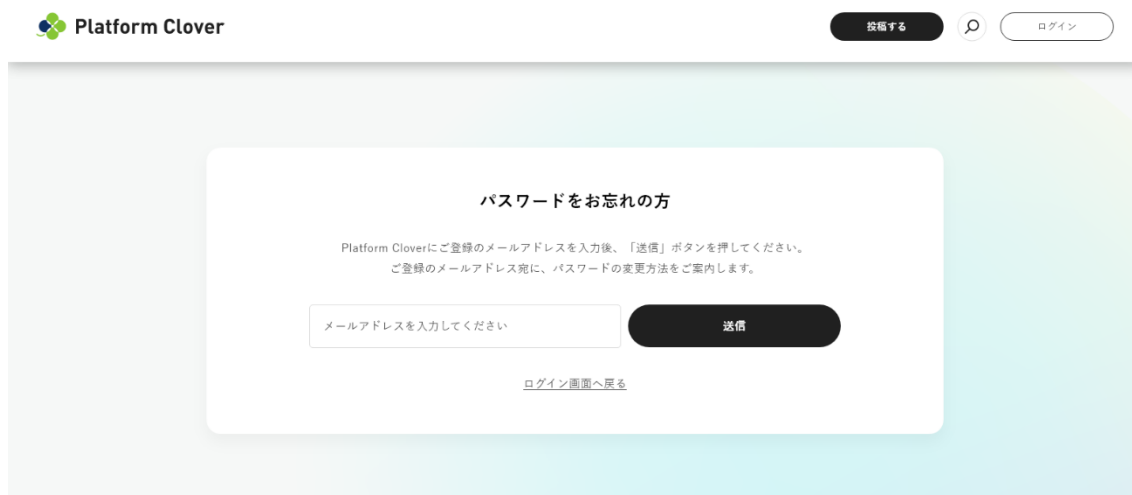 Platform Clover
投稿する
ログイン
パスワードをお忘れの方
Platform Cloverにご登録のメールアドレスを入力後、「送信」ボタンを押してください。
ご登録のメールアドレス宛に、パスワードの変更方法をご案内します。
メールアドレスを入力してください
送信
ログイン画面へ戻る